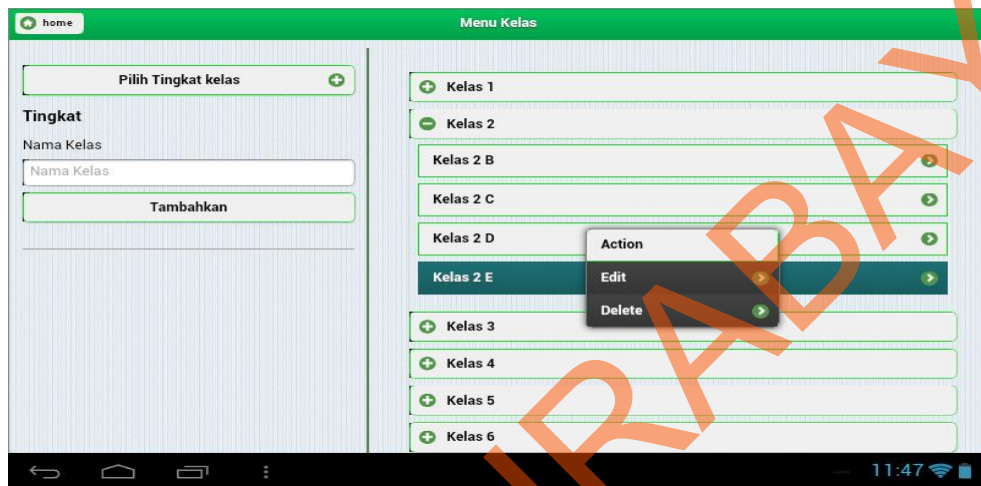 home
Menu Kelas
Pilih Tingkat kelas
Tingkat
Nama Kelas
Nama Kelas
Tambahkan
Kelas 1
Kelas 2
Kelas 2 B
Kelas 2 C
Kelas 2 D
Kelas 2 E
Action
Edit
Delete
Kelas 3
Kelas 4
Kelas 5
Kelas 6
11:47
IRABAY